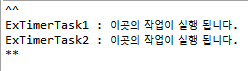 ^^
ExTimerTask1 : 이곳의 작업이 실행 됩니다.
ExTimerTask2 : 이곳의 작업이 실행 됩니다.
**